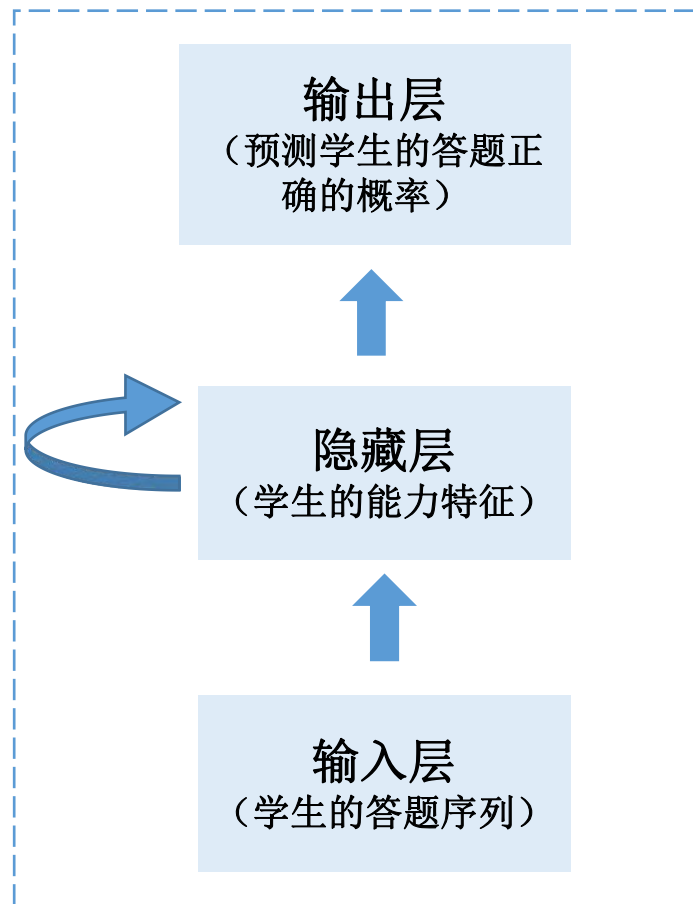 输出层
（预测学生的答题正
确的概率）
隐藏层
（学生的能力特征）
输入层
（学生的答题序列）